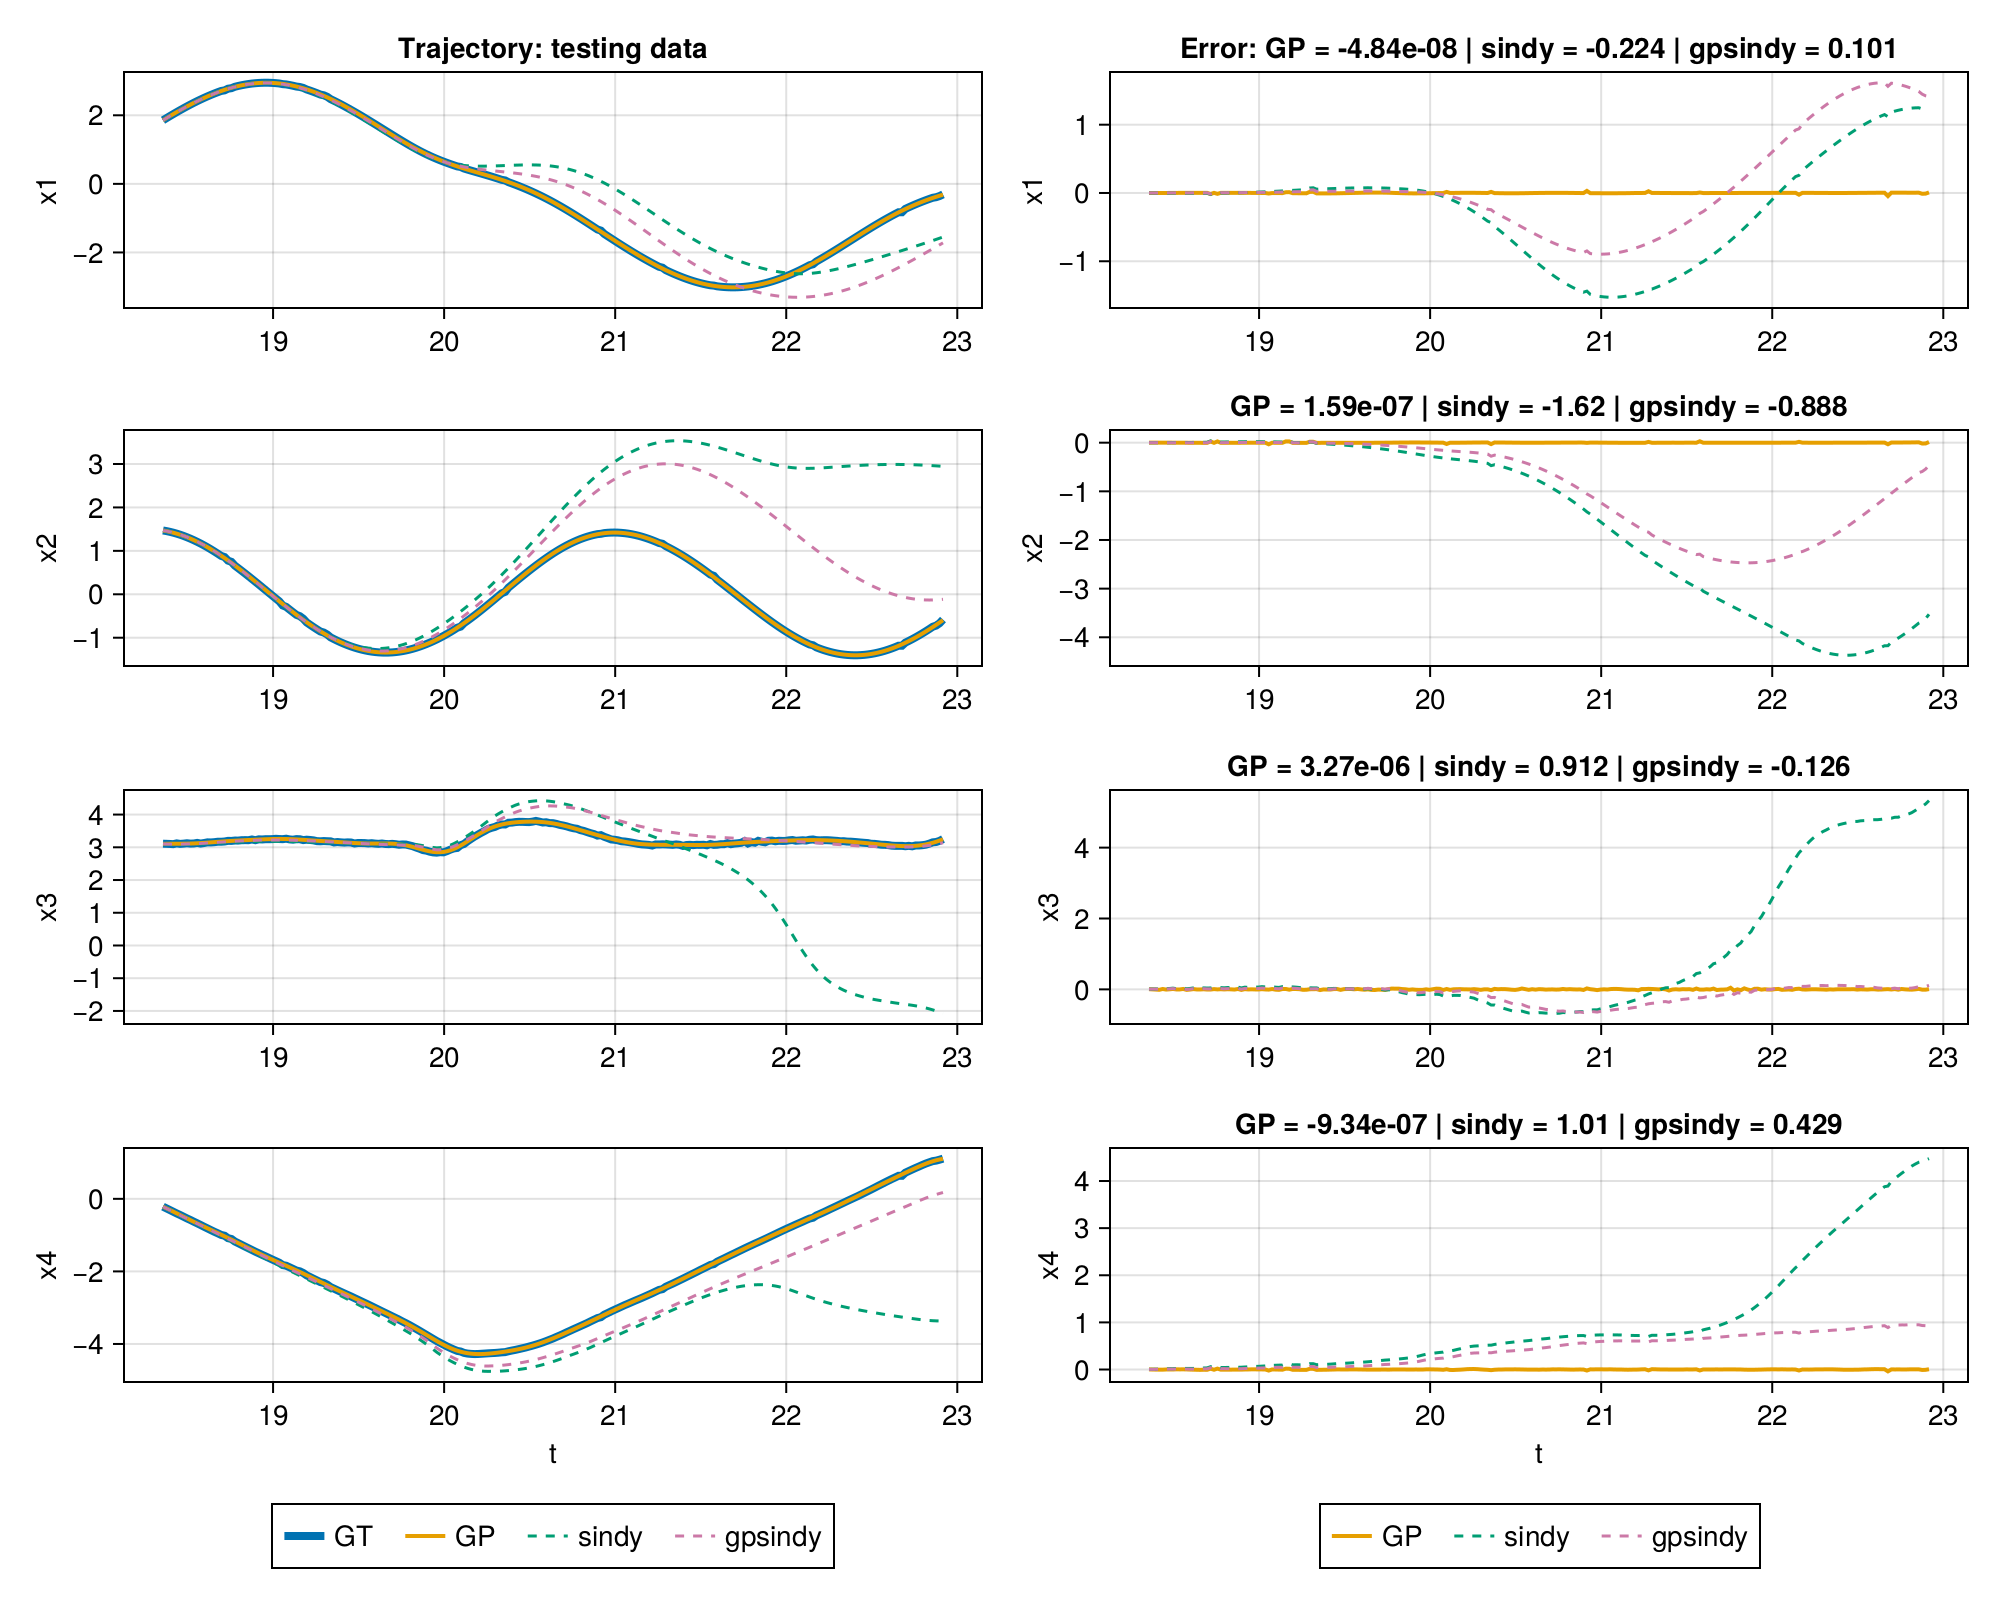 Trajectory: testing data
Error: GP = -4.84e-08 | sindy = -0.224 | gpsindy = 0.101
x1
2
0
−2
19 20 21 22 23
x1
1
0
−1
19 20 21 22 23
GP = 1.59e-07 | sindy = -1.62 | gpsindy = -0.888
x2
3
2
1
0
−1
19 20 21 22 23
x2
0
−1
−2
−3
−4
19 20 21 22 23
GP = 3.27e-06 | sindy = 0.912 | gpsindy = -0.126
x3
4
3
2
1
0
−1
−2
19 20 21 22 23
x3
4
2
0
19 20 21 22 23
GP = -9.34e-07 | sindy = 1.01 | gpsindy = 0.429
x4
0
−2
−4
19 20 21 22 23
t
x4
4
3
2
1
0
19 20 21 22 23
t
GT GP sindy gpsindy
GP sindy gpsindy